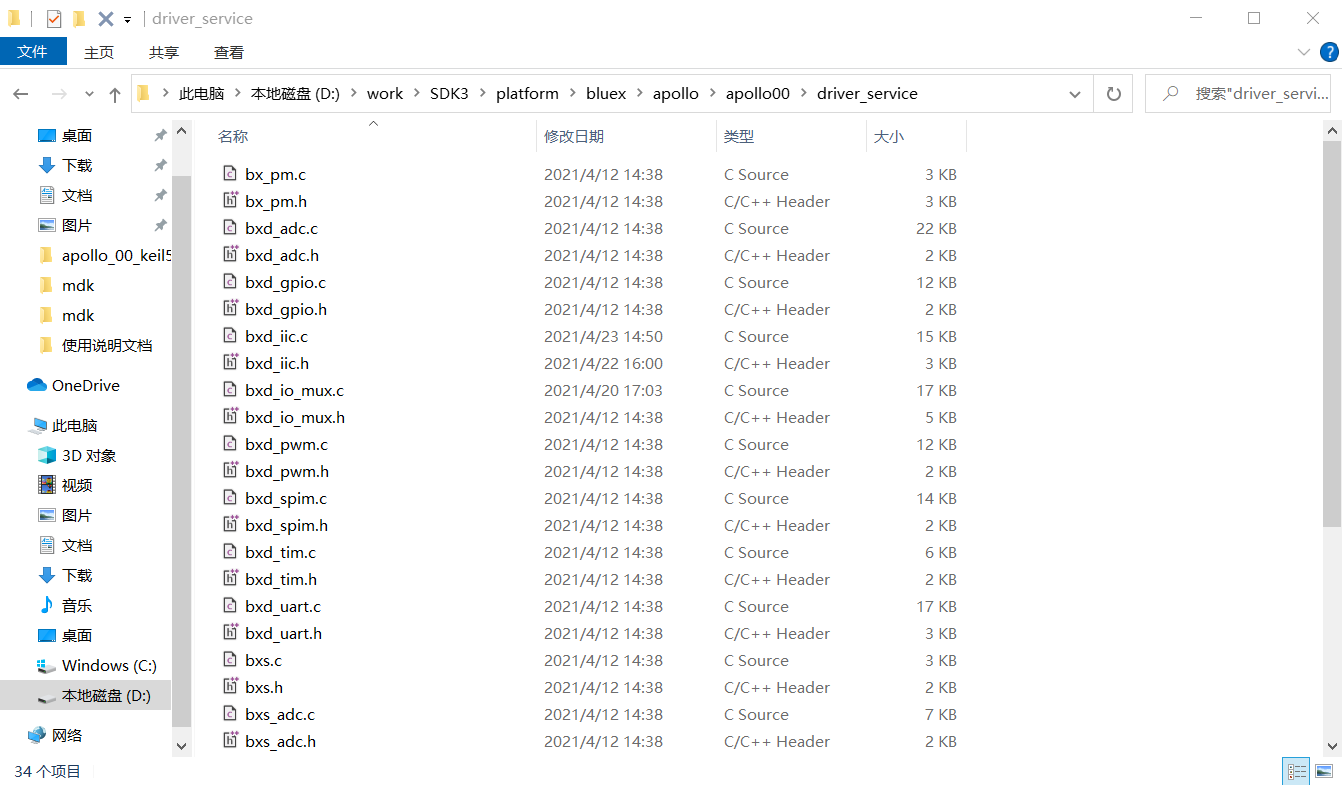 driver_service
文件 主页 共享 查看
此电脑 本地磁盘 (D:) work SDK3 platform bluex apollo apollo00 driver_service 搜索"driver_servi...
桌面
下载
文档
图片
apollo_00_keil5
mdk
mdk
使用说明文档
OneDrive
此电脑
3D 对象
视频
图片
文档
下载
音乐
桌面
Windows (C:)
本地磁盘 (D:)
网络
名称 修改日期 类型 大小
bx_pm.c 2021/4/12 14:38 C Source 3 KB
bx_pm.h 2021/4/12 14:38 C/C++ Header 3 KB
bxd_adc.c 2021/4/12 14:38 C Source 22 KB
bxd_adc.h 2021/4/12 14:38 C/C++ Header 2 KB
bxd_gpio.c 2021/4/12 14:38 C Source 12 KB
bxd_gpio.h 2021/4/12 14:38 C/C++ Header 2 KB
bxd_iic.c 2021/4/23 14:50 C Source 15 KB
bxd_iic.h 2021/4/22 16:00 C/C++ Header 3 KB
bxd_io_mux.c 2021/4/20 17:03 C Source 17 KB
bxd_io_mux.h 2021/4/12 14:38 C/C++ Header 5 KB
bxd_pwm.c 2021/4/12 14:38 C Source 12 KB
bxd_pwm.h 2021/4/12 14:38 C/C++ Header 2 KB
bxd_spim.c 2021/4/12 14:38 C Source 14 KB
bxd_spim.h 2021/4/12 14:38 C/C++ Header 2 KB
bxd_tim.c 2021/4/12 14:38 C Source 6 KB
bxd_tim.h 2021/4/12 14:38 C/C++ Header 2 KB
bxd_uart.c 2021/4/12 14:38 C Source 17 KB
bxd_uart.h 2021/4/12 14:38 C/C++ Header 3 KB
bxs.c 2021/4/12 14:38 C Source 3 KB
bxs.h 2021/4/12 14:38 C/C++ Header 2 KB
bxs_adc.c 2021/4/12 14:38 C Source 7 KB
bxs_adc.h 2021/4/12 14:38 C/C++ Header 2 KB
34 个项目